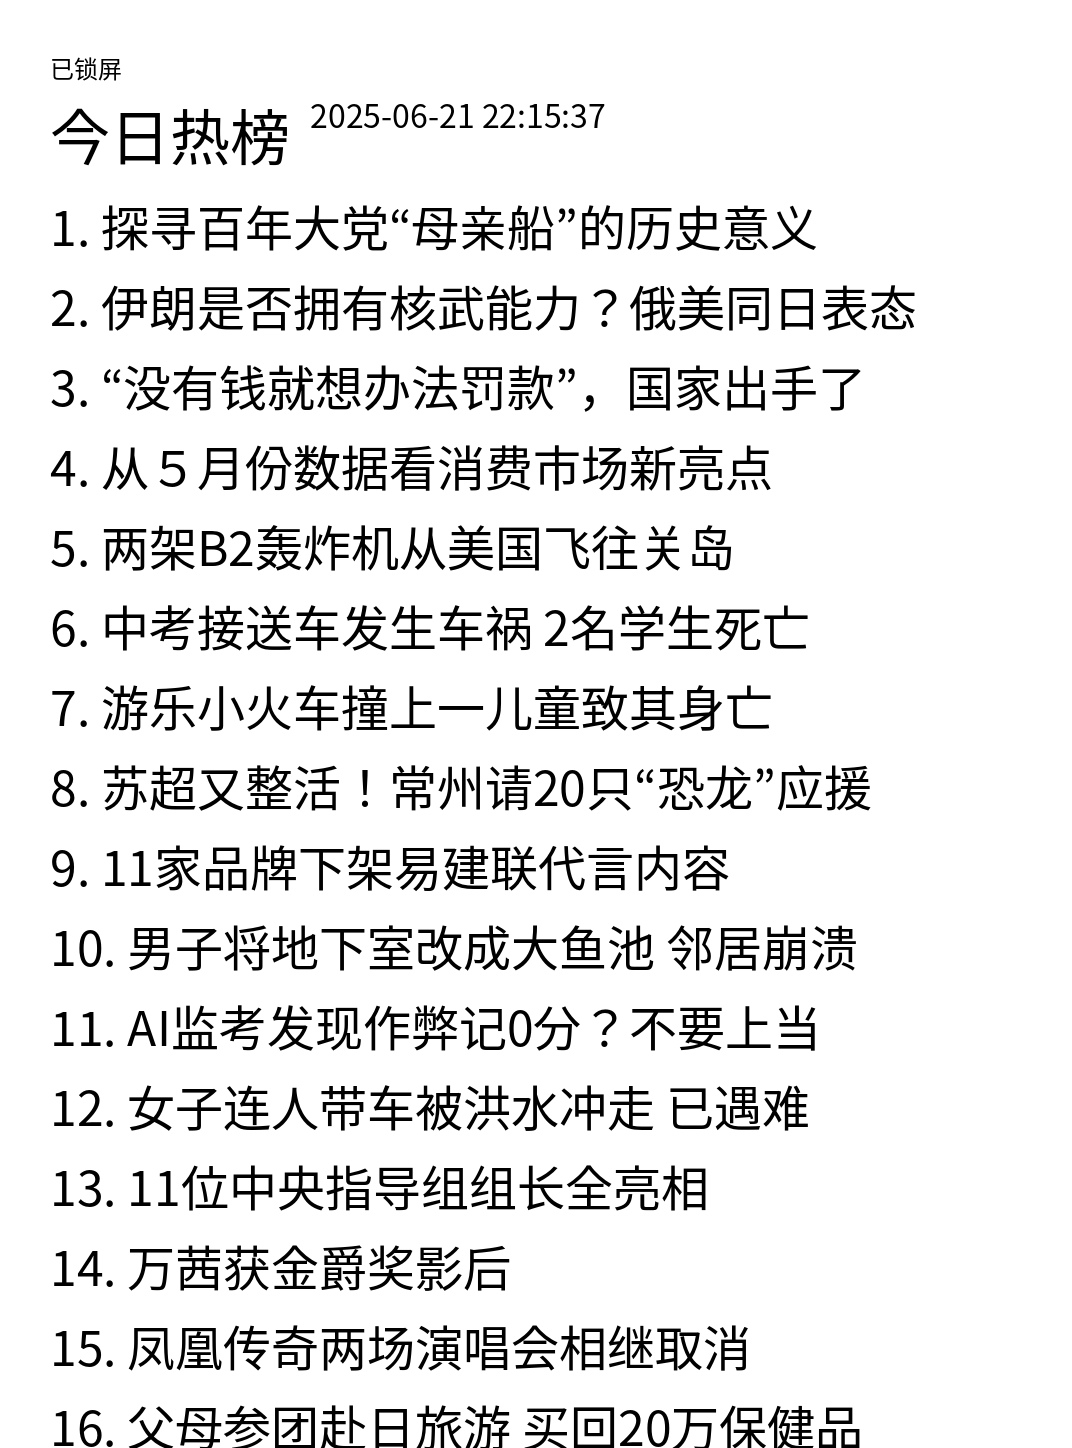 已锁屏
今日热榜 2025-06-21 22:15:37
1. 探寻百年大党“母亲船”的历史意义
2. 伊朗是否拥有核武能力？俄美同日表态
3. “没有钱就想办法罚款”，国家出手了
4. 从５月份数据看消费市场新亮点
5. 两架B2轰炸机从美国飞往关岛
6. 中考接送车发生车祸 2名学生死亡
7. 游乐小火车撞上一儿童致其身亡
8. 苏超又整活！常州请20只“恐龙”应援
9. 11家品牌下架易建联代言内容
10. 男子将地下室改成大鱼池 邻居崩溃
11. AI监考发现作弊记0分？不要上当
12. 女子连人带车被洪水冲走 已遇难
13. 11位中央指导组组长全亮相
14. 万茜获金爵奖影后
15. 凤凰传奇两场演唱会相继取消
16. 父母参团赴日旅游 买回20万保健品